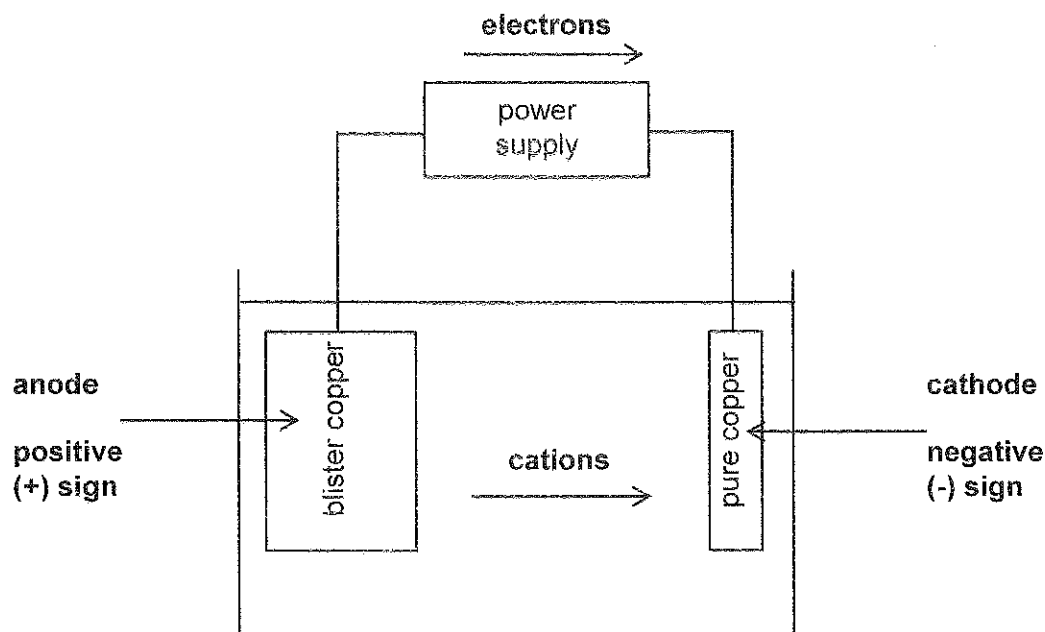 electrons
power
supply
anode
positive
(+) sign
blister copper
cations
pure copper
cathode
negative
(-) sign